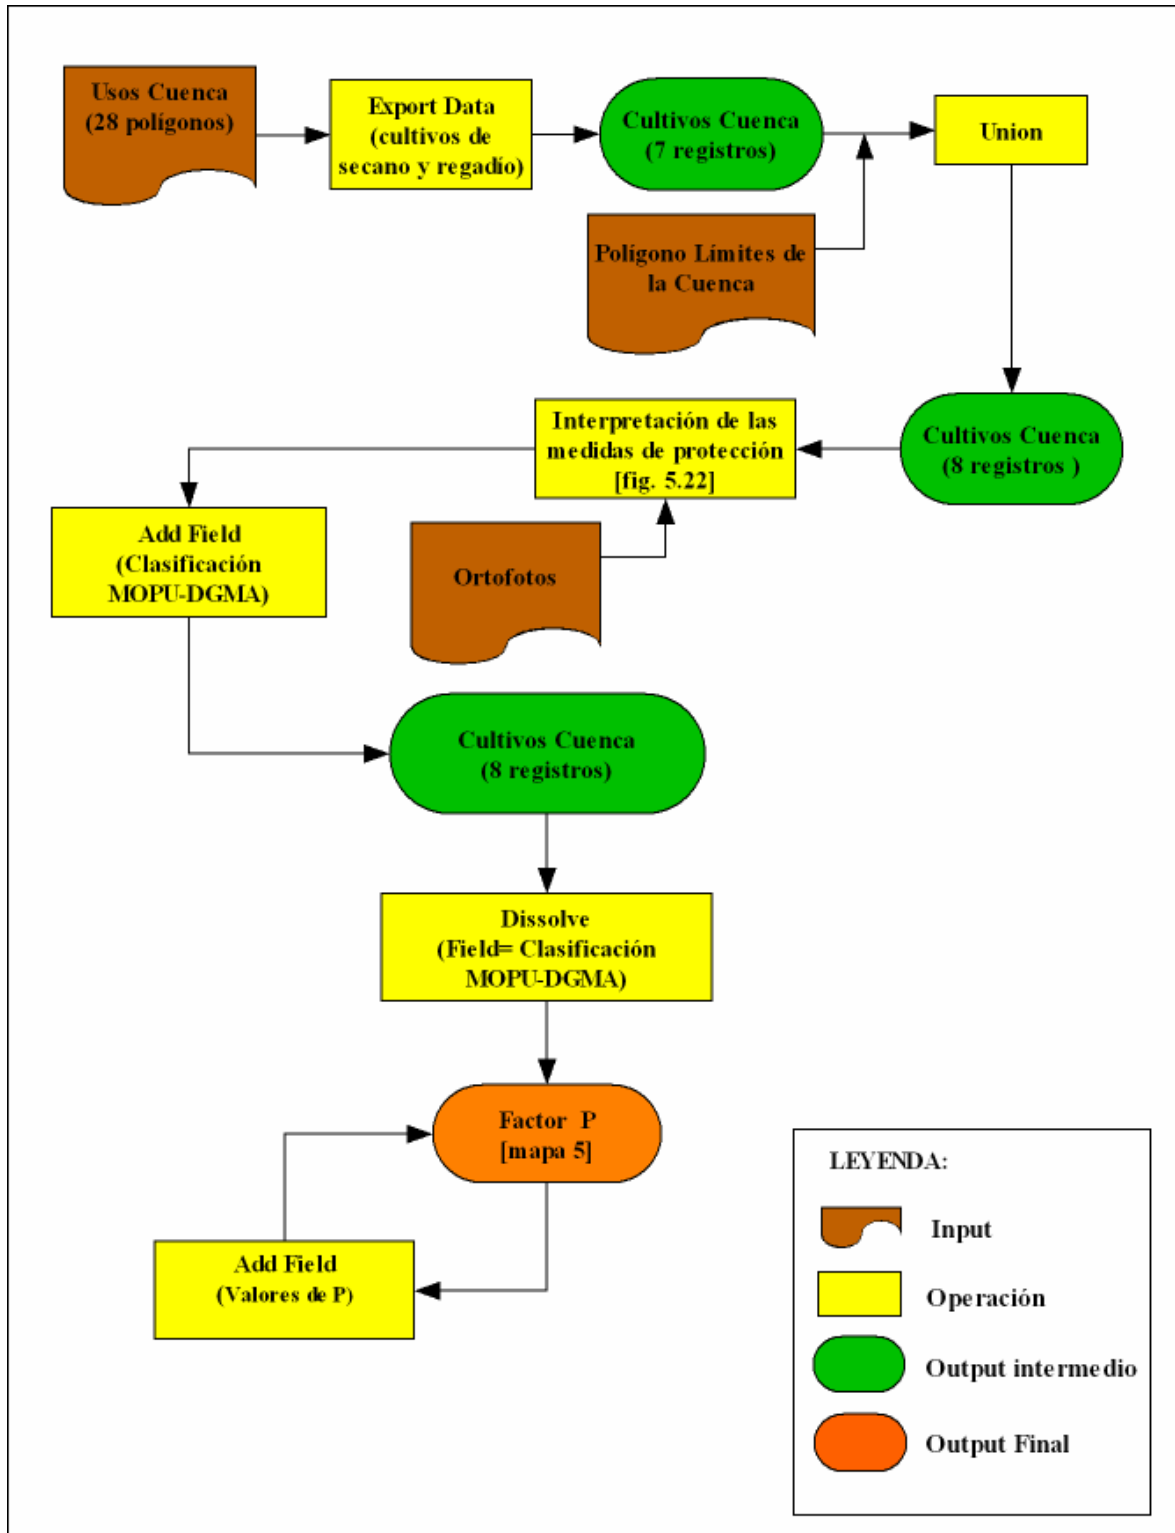 Usos Cuenca
(28 polígonos)
Export Data
(cultivos de
secano y regadío)
Cultivos Cuenca
(7 registros)
Union
Polígono Límites de
la Cuenca
Cultivos Cuenca
(8 registros )
Interpretación de las
medidas de protección
[fig. 5.22]
Ortofotos
Add Field
(Clasificación
MOPU-DGMA)
Cultivos Cuenca
(8 registros)
Dissolve
(Field= Clasificación
MOPU-DGMA)
Factor P
[mapa 5]
Add Field
(Valores de P)
LEYENDA:
Input
Operación
Output intermedio
Output Final